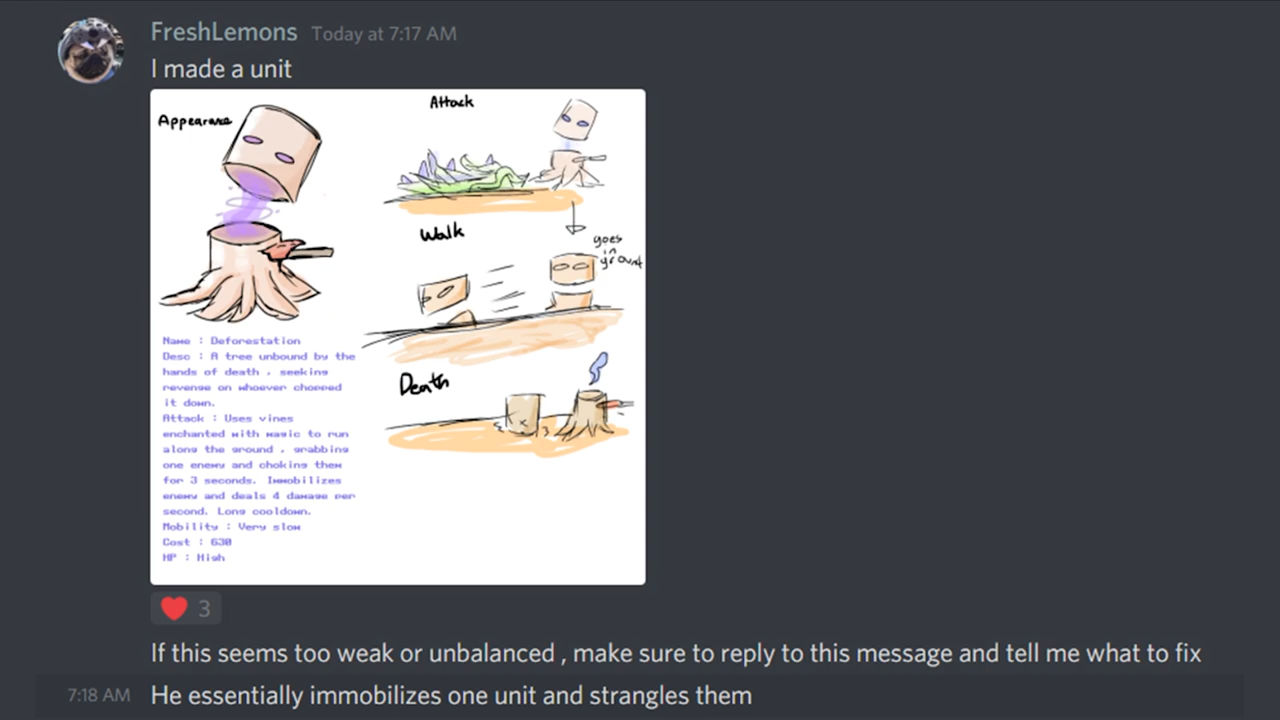 FreshLemons Today at 7:17 AM
I made a unit
Appearance
Attack
Walk
goes
in
ground
Death
Name : Deforestation
Desc : A tree unbound by the
hands of death , seeking
revenge on whoever chopped
it down.
Attack : Uses vines
enchanted with magic to run
along the ground , grabbing
one enemy and choking them
for 3 seconds. Immobilizes
enemy and deals 4 damage per
second. Long cooldown.
Mobility : Very slow
Cost : 630
HP : High
3
If this seems too weak or unbalanced , make sure to reply to this message and tell me what to fix
7:18 AM He essentially immobilizes one unit and strangles them